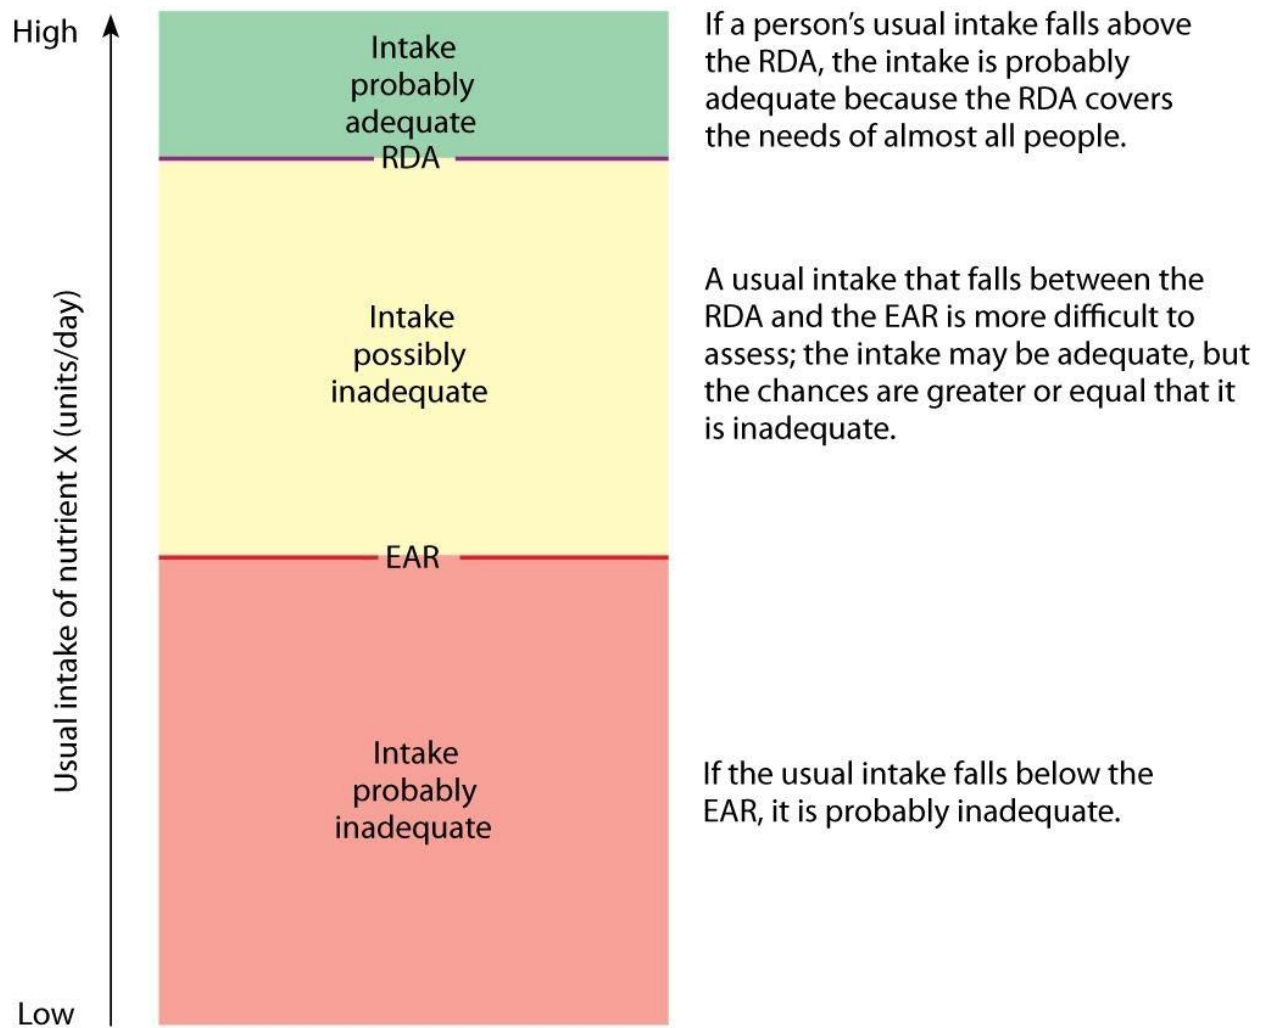 High
Intake
probably
adequate
RDA
If a person's usual intake falls above
the RDA, the intake is probably
adequate because the RDA covers
the needs of almost all people.
Usual intake of nutrient X (units/day)
Intake
possibly
inadequate
A usual intake that falls between the
RDA and the EAR is more difficult to
assess; the intake may be adequate, but
the chances are greater or equal that it
is inadequate.
EAR
Intake
probably
inadequate
If the usual intake falls below the
EAR, it is probably inadequate.
Low